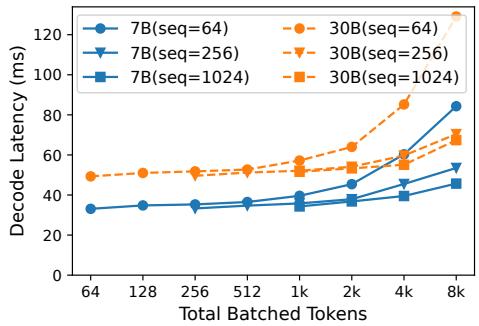 7B(seq=64) 30B(seq=64)
7B(seq=256) 30B(seq=256)
7B(seq=1024) 30B(seq=1024)
Decode Latency (ms)
120
100
80
60
40
20
0
64 128 256 512 1k 2k 4k 8k
Total Batched Tokens